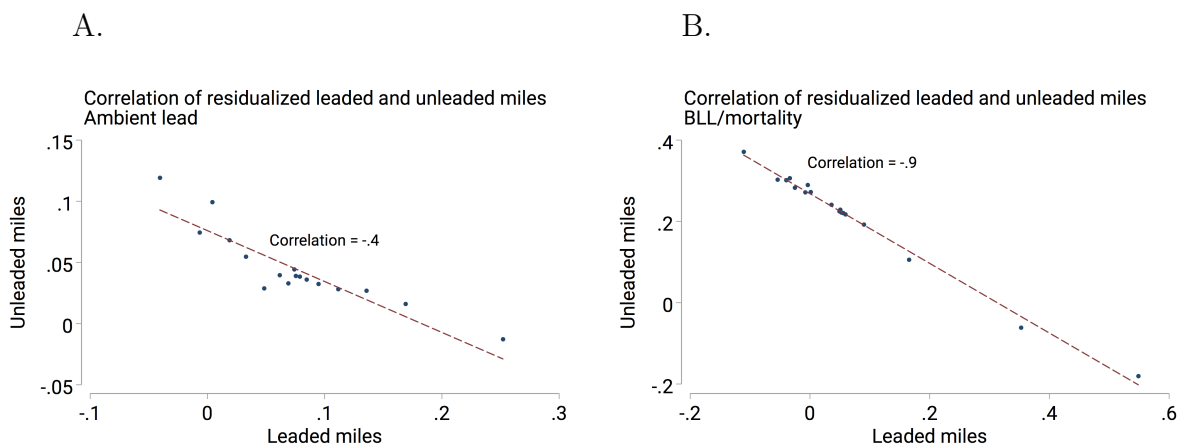 A.
Correlation of residualized leaded and unleaded miles
Ambient lead
.15
.1
.05
0
-.05
Unleaded miles
Correlation = -.4
-.1
0
.1
.2
.3
Leaded miles
B.
Correlation of residualized leaded and unleaded miles
BLL/mortality
.4
.2
0
-.2
Unleaded miles
Correlation = -.9
-.2
0
.2
.4
.6
Leaded miles